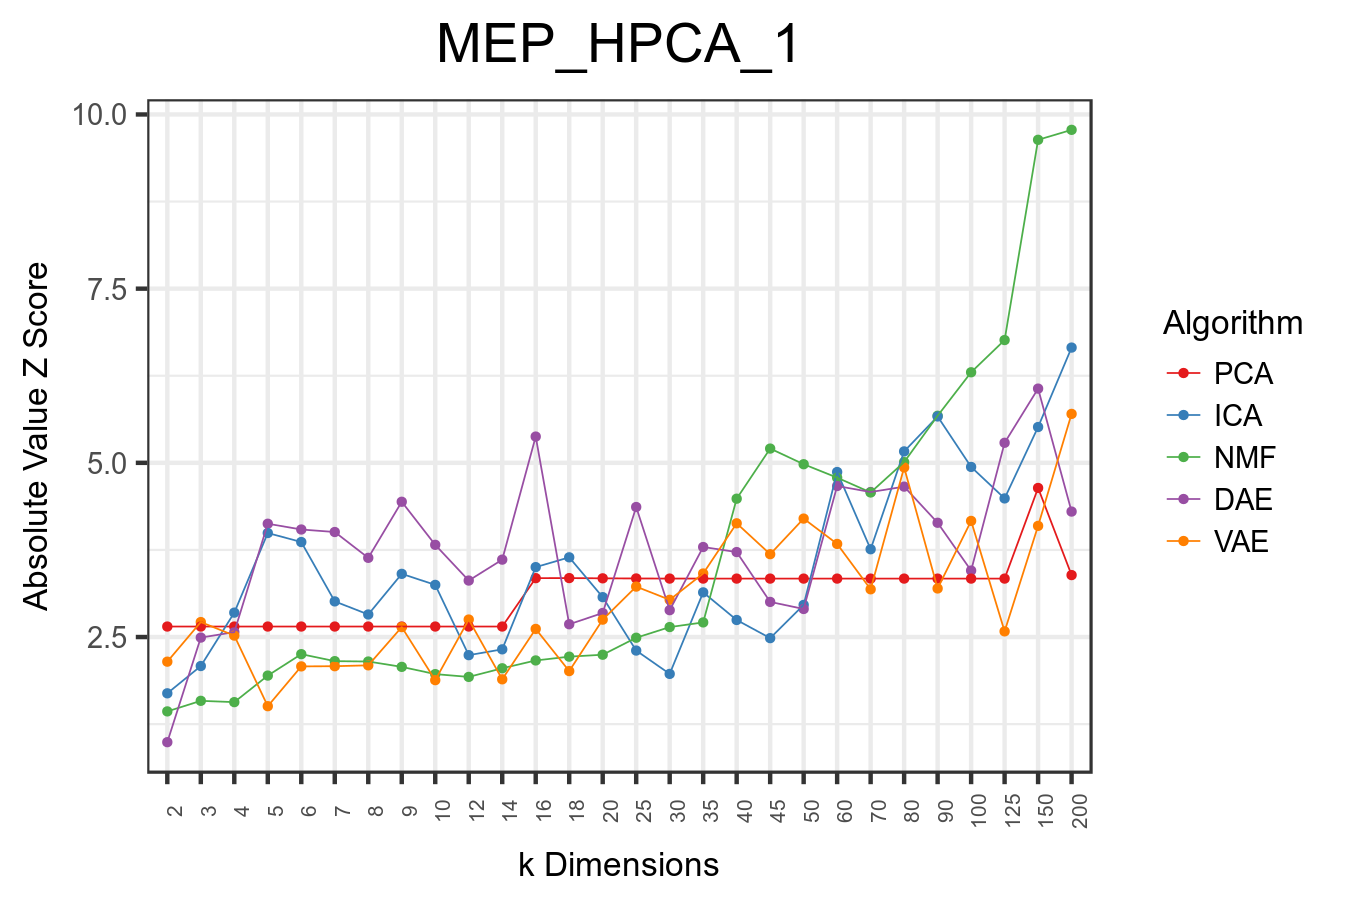 MEP_HPCA_1
Absolute Value Z Score
10.0
7.5
5.0
2.5
2 3 4 5 6 7 8 9 10 12 14 16 18 20 25 30 35 40 45 50 60 70 80 90 100 125 150 200
k Dimensions
Algorithm
PCA
ICA
NMF
DAE
VAE